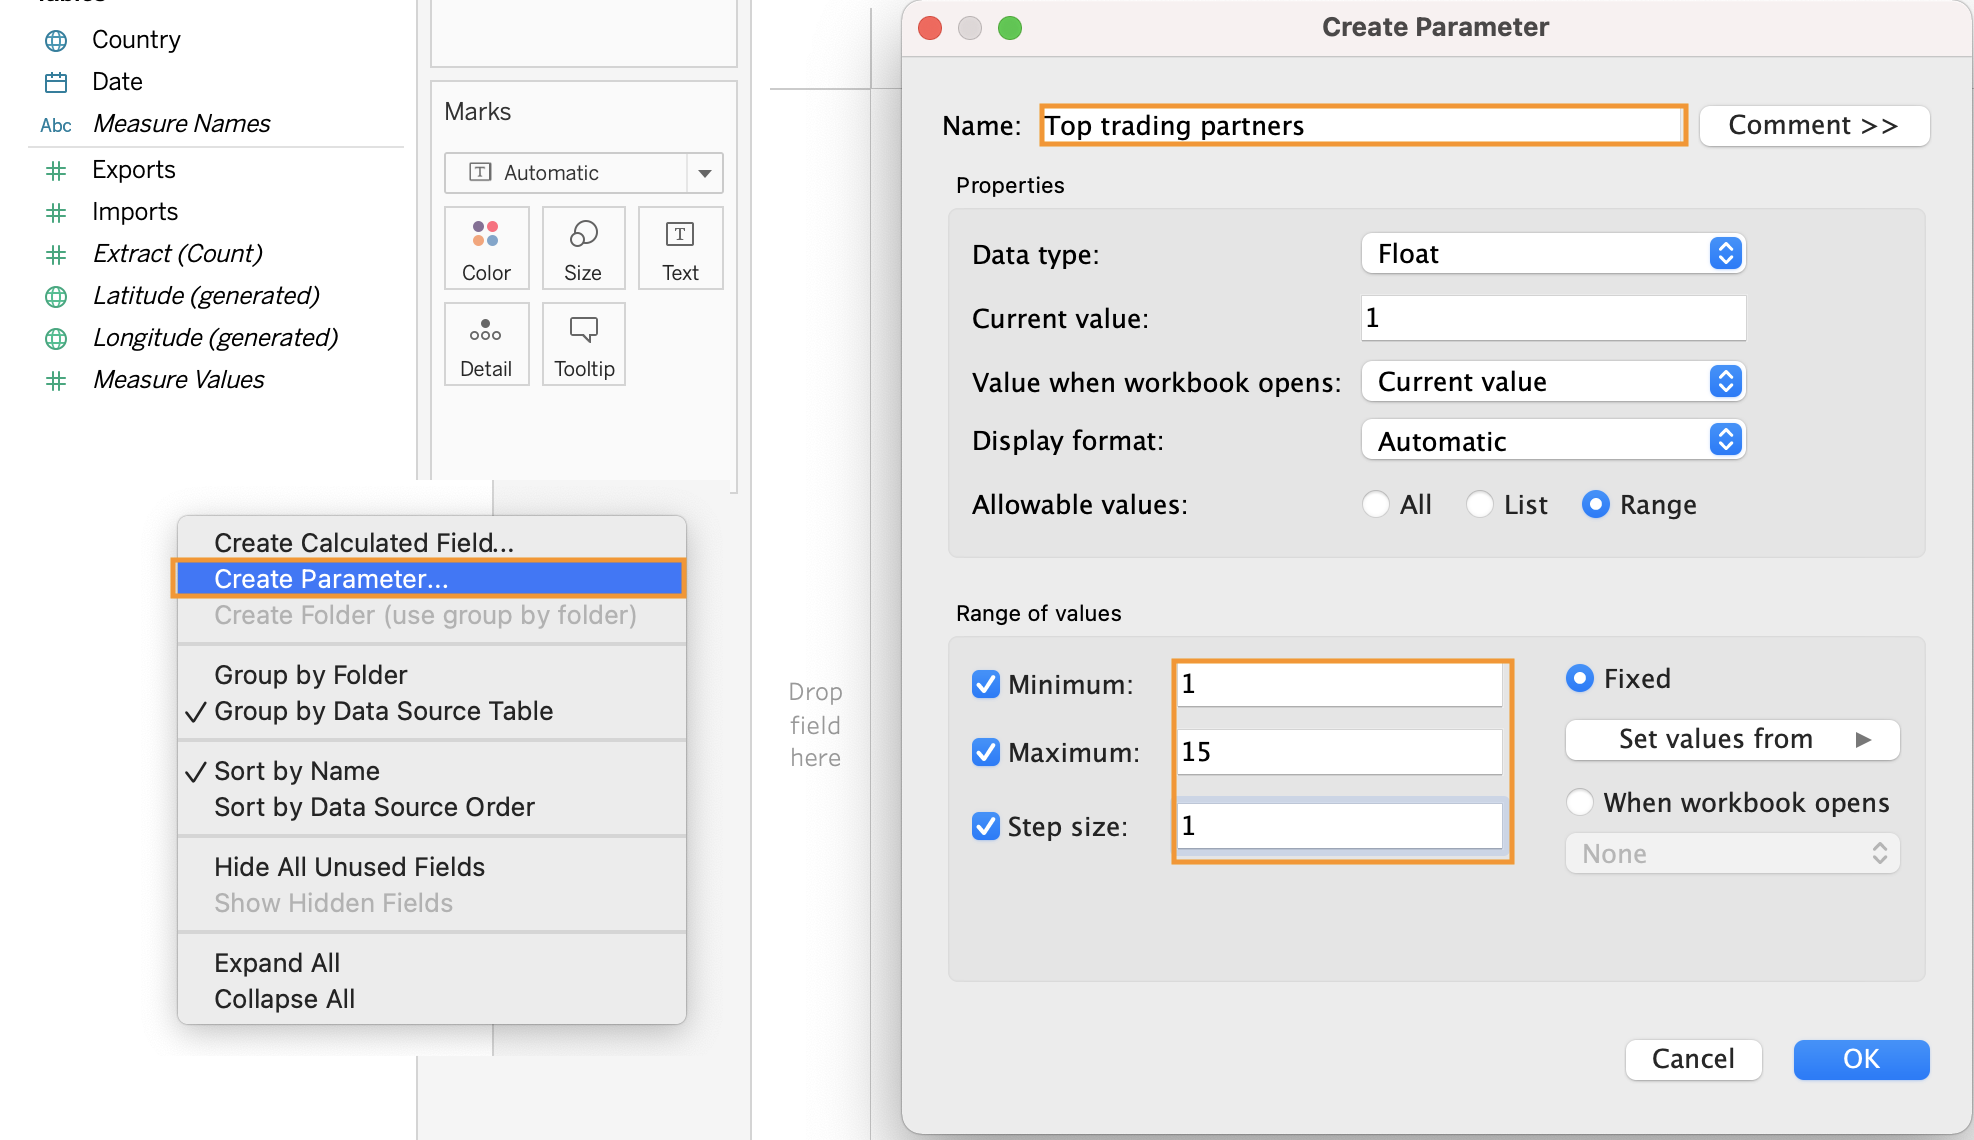 Tables
Country
Date
Abc Measure Names
Exports
Imports
Extract (Count)
Latitude (generated)
Longitude (generated)
Measure Values
Marks
T Automatic
Color
Size
T
Text
Detail
Tooltip
Drop
field
here
Create Calculated Field...
Create Parameter...
Create Folder (use group by folder)
Group by Folder
Group by Data Source Table
Sort by Name
Sort by Data Source Order
Hide All Unused Fields
Show Hidden Fields
Expand All
Collapse All
Create Parameter
Name: Top trading partners Comment >>
Properties
Data type: Float
Current value: 1
Value when workbook opens: Current value
Display format: Automatic
Allowable values: All List Range
Range of values
Minimum: 1 Fixed
Set values from
Maximum: 15
When workbook opens
Step size: 1
None
Cancel OK